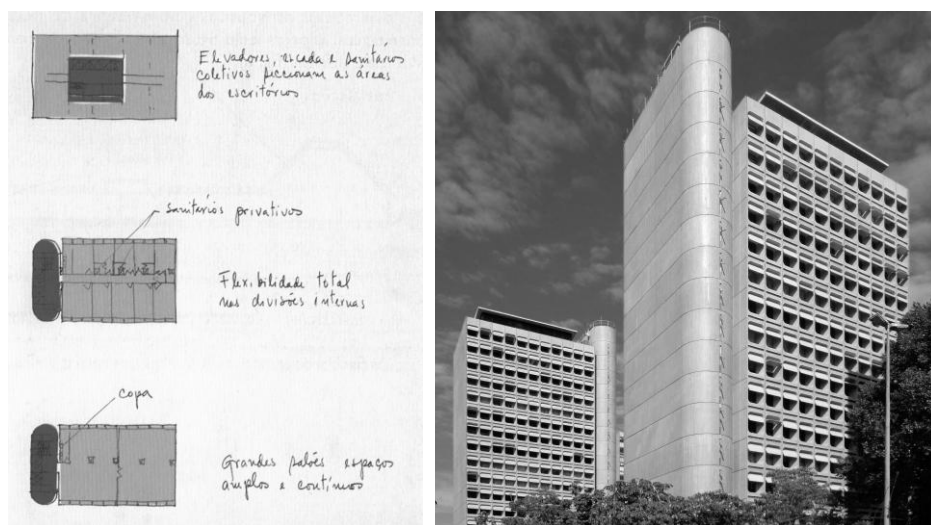 Elevadores, escada e sanitários
coletivos seccionam as áreas
dos escritórios
sanitários privativos
Flexibilidade total
nas divisões internas
copa
Grandes salões, espaços
amplos e contínuos